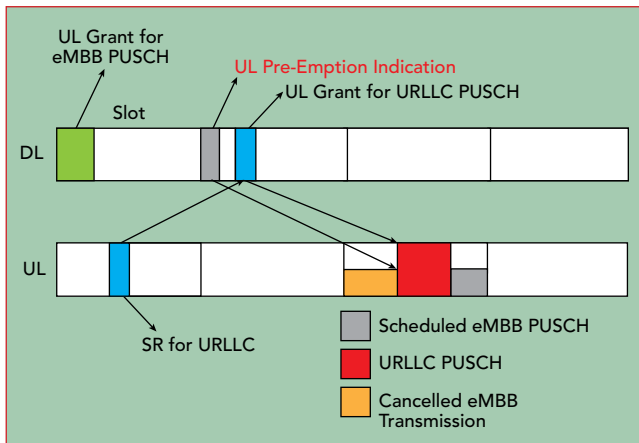 UL Grant for
eMBB PUSCH
UL Pre-Emption Indication
UL Grant for URLLC PUSCH
Slot
DL
UL
SR for URLLC
Scheduled eMBB PUSCH
URLLC PUSCH
Cancelled eMBB
Transmission